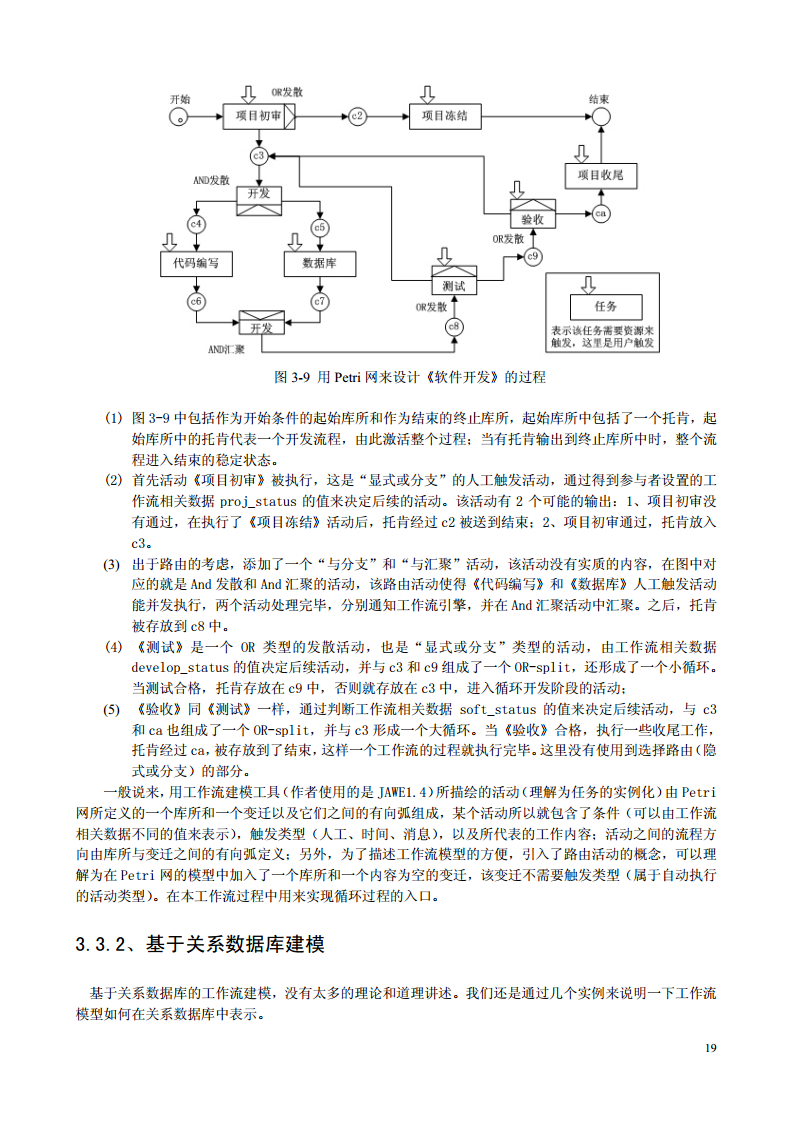 OR发散
开始
结束
项目初审
c2
项目冻结
c3
项目收尾
AND发散
开发
验收
ca
c4
c5
OR发散
c9
代码编写
数据库
测试
任务
OR发散
c6
c7
开发
c8
表示该任务需要资源来
触发，这里是用户触发
AND汇聚
图 3-9 用 Petri 网来设计《软件开发》的过程
(1) 图 3-9 中包括作为开始条件的起始库所和作为结束的终止库所，起始库所中包括了一个托肯，起
始库所中的托肯代表一个开发流程，由此激活整个过程；当有托肯输出到终止库所中时，整个流
程进入结束的稳定状态。
(2) 首先活动《项目初审》被执行，这是“显式或分支”的人工触发活动，通过得到参与者设置的工
作流相关数据 proj_status 的值来决定后续的活动。该活动有 2 个可能的输出：1、项目初审没
有通过，在执行了《项目冻结》活动后，托肯经过 c2 被送到结束；2、项目初审通过，托肯放入
c3。
(3) 出于路由的考虑，添加了一个“与分支”和“与汇聚”活动，该活动没有实质的内容，在图中对
应的就是 And 发散和 And 汇聚的活动，该路由活动使得《代码编写》和《数据库》人工触发活动
能并发执行，两个活动处理完毕，分别通知工作流引擎，并在 And 汇聚活动中汇聚。之后，托肯
被存放到 c8 中。
(4) 《测试》是一个 OR 类型的发散活动，也是“显式或分支”类型的活动，由工作流相关数据
develop_status 的值决定后续活动，并与 c3 和 c9 组成了一个 OR-split，还形成了一个小循环。
当测试合格，托肯存放在 c9 中，否则就存放在 c3 中，进入循环开发阶段的活动；
(5) 《验收》同《测试》一样，通过判断工作流相关数据 soft_status 的值来决定后续活动，与 c3
和 ca 也组成了一个 OR-split，并与 c3 形成一个大循环。当《验收》合格，执行一些收尾工作，
托肯经过 ca，被存放到了结束，这样一个工作流的过程就执行完毕。这里没有使用到选择路由（隐
式或分支）的部分。
一般说来，用工作流建模工具（作者使用的是 JAWE1.4）所描绘的活动（理解为任务的实例化）由 Petri
网所定义的一个库所和一个变迁以及它们之间的有向弧组成，某个活动所以就包含了条件（可以由工作流
相关数据不同的值来表示），触发类型（人工、时间、消息），以及所代表的工作内容；活动之间的流程方
向由库所与变迁之间的有向弧定义；另外，为了描述工作流模型的方便，引入了路由活动的概念，可以理
解为在 Petri 网的模型中加入了一个库所和一个内容为空的变迁，该变迁不需要触发类型（属于自动执行
的活动类型）。在本工作流过程中用来实现循环过程的入口。
3.3.2、基于关系数据库建模
基于关系数据库的工作流建模，没有太多的理论和道理讲述。我们还是通过几个实例来说明一下工作流
模型如何在关系数据库中表示。
19